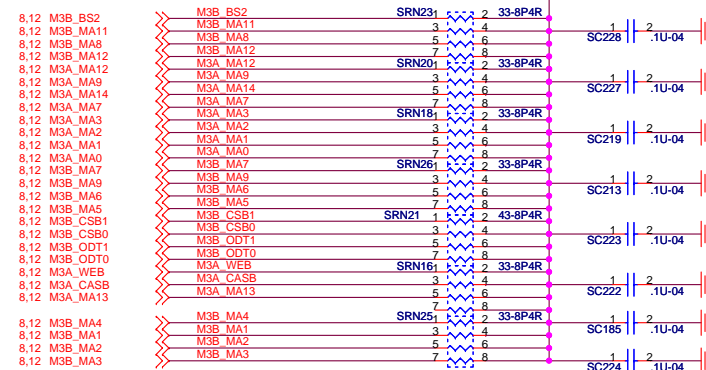 8,12 M3B_BS2 M3B_BS2 SRN23 1 2 33-8P4R
8,12 M3B_MA11 M3B_MA11 3 4 1 2
8,12 M3B_MA8 M3B_MA8 5 6 SC228 .1U-04
8,12 M3B_MA12 M3B_MA12 7 8
8,12 M3A_MA12 M3A_MA12 SRN20 1 2 33-8P4R
8,12 M3A_MA9 M3A_MA9 3 4 1 2
8,12 M3A_MA14 M3A_MA14 5 6 SC227 .1U-04
8,12 M3A_MA7 M3A_MA7 7 8
8,12 M3A_MA3 M3A_MA3 SRN18 1 2 33-8P4R
8,12 M3A_MA2 M3A_MA2 3 4 1 2
8,12 M3A_MA1 M3A_MA1 5 6 SC219 .1U-04
8,12 M3A_MA0 M3A_MA0 7 8
8,12 M3B_MA7 M3B_MA7 SRN26 1 2 33-8P4R
8,12 M3B_MA9 M3B_MA9 3 4 1 2
8,12 M3B_MA6 M3B_MA6 5 6 SC213 .1U-04
8,12 M3B_MA5 M3B_MA5 7 8
8,12 M3B_CSB1 M3B_CSB1 SRN21 1 2 43-8P4R
8,12 M3B_CSB0 M3B_CSB0 3 4 1 2
8,12 M3B_ODT1 M3B_ODT1 5 6 SC223 .1U-04
8,12 M3B_ODT0 M3B_ODT0 7 8
8,12 M3A_WEB M3A_WEB SRN16 1 2 33-8P4R
8,12 M3A_CASB M3A_CASB 3 4 1 2
8,12 M3A_MA13 M3A_MA13 5 6 SC222 .1U-04
7 8
8,12 M3B_MA4 M3B_MA4 SRN25 1 2 33-8P4R
8,12 M3B_MA1 M3B_MA1 3 4 1 2 SC185 .1U-04
8,12 M3B_MA2 M3B_MA2 5 6
8,12 M3B_MA3 M3B_MA3 7 8 1 2
SC224 .1U-04